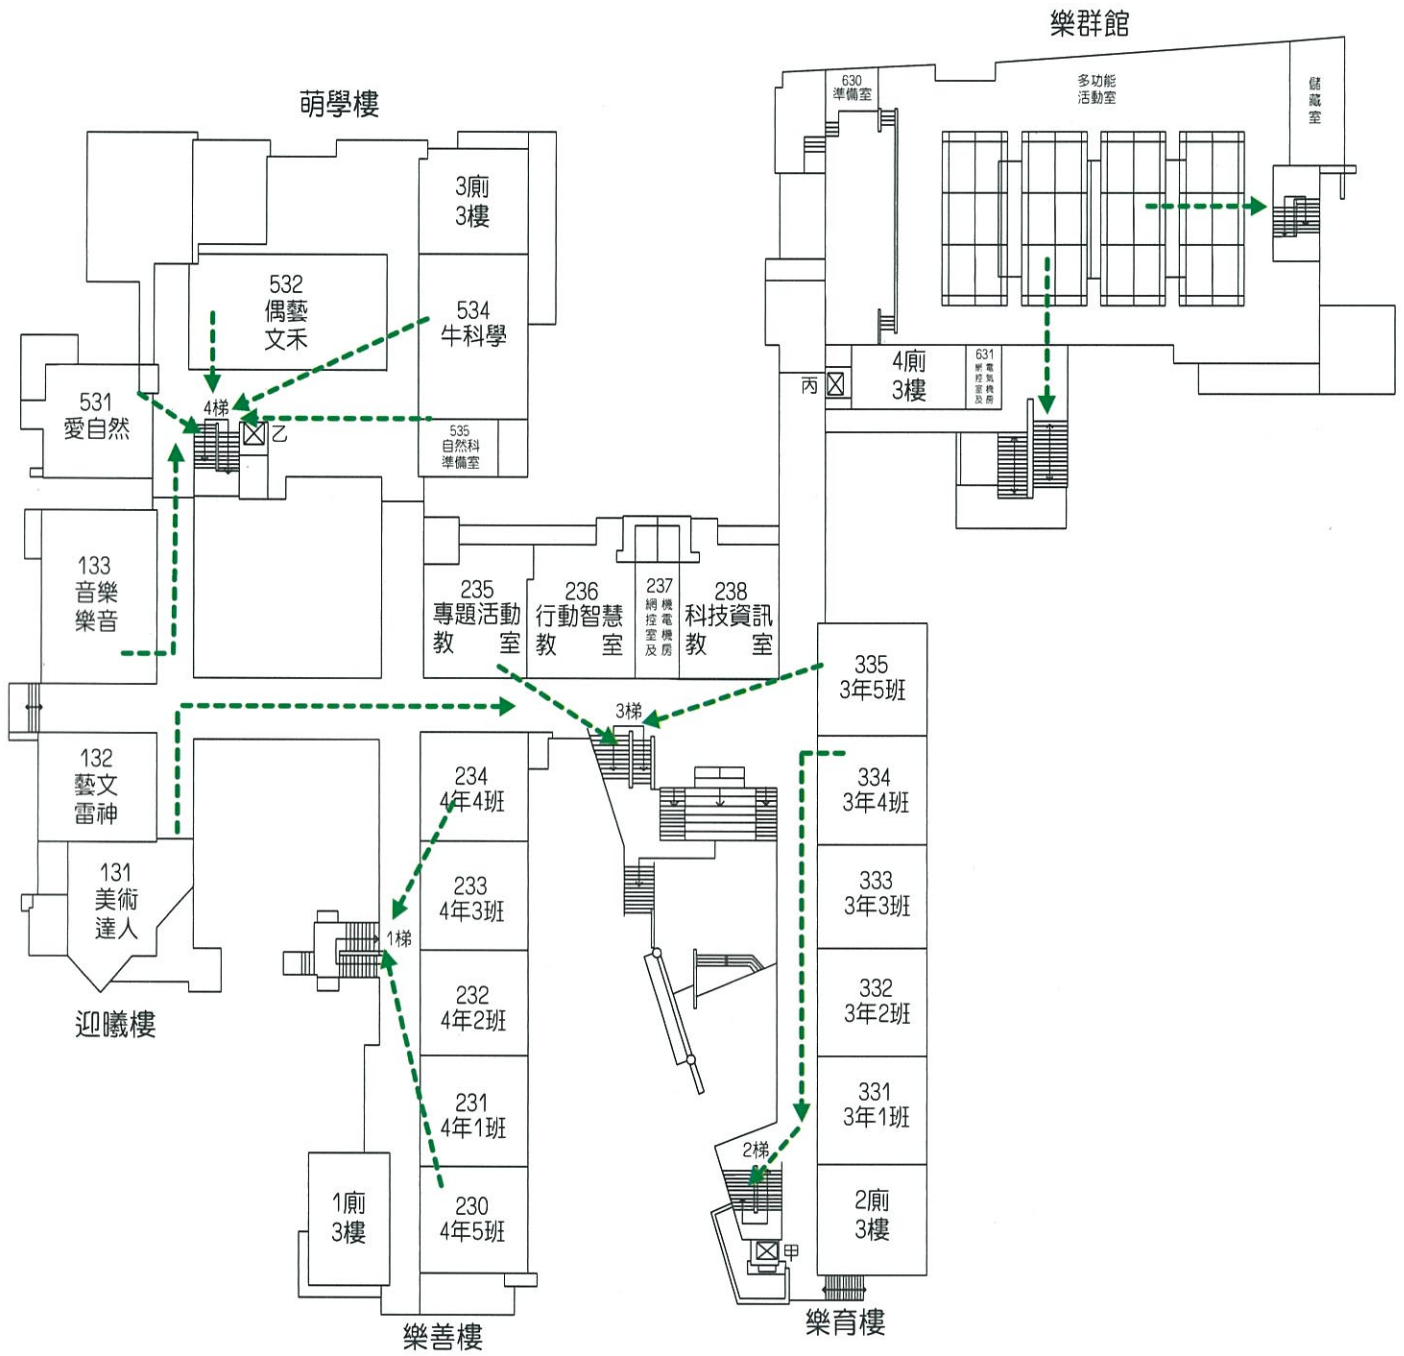 樂群館
630
準備室
多功能
活動室
儲藏室
萌學樓
3廁
3樓
532
偶藝
文禾
534
牛科學
531
愛自然
4梯
乙
535
自然科
準備室
丙
4廁
3樓
631
電気機房
網控室及
133
音樂
樂音
235
專題活動
教室
236
行動智慧
教室
237
機電機房
網控室及
238
科技資訊
教室
335
3年5班
3梯
132
藝文
雷神
234
4年4班
334
3年4班
131
美術
達人
233
4年3班
333
3年3班
1梯
232
4年2班
332
3年2班
迎曦樓
231
4年1班
331
3年1班
2梯
1廁
3樓
230
4年5班
2廁
3樓
甲
樂善樓
樂育樓